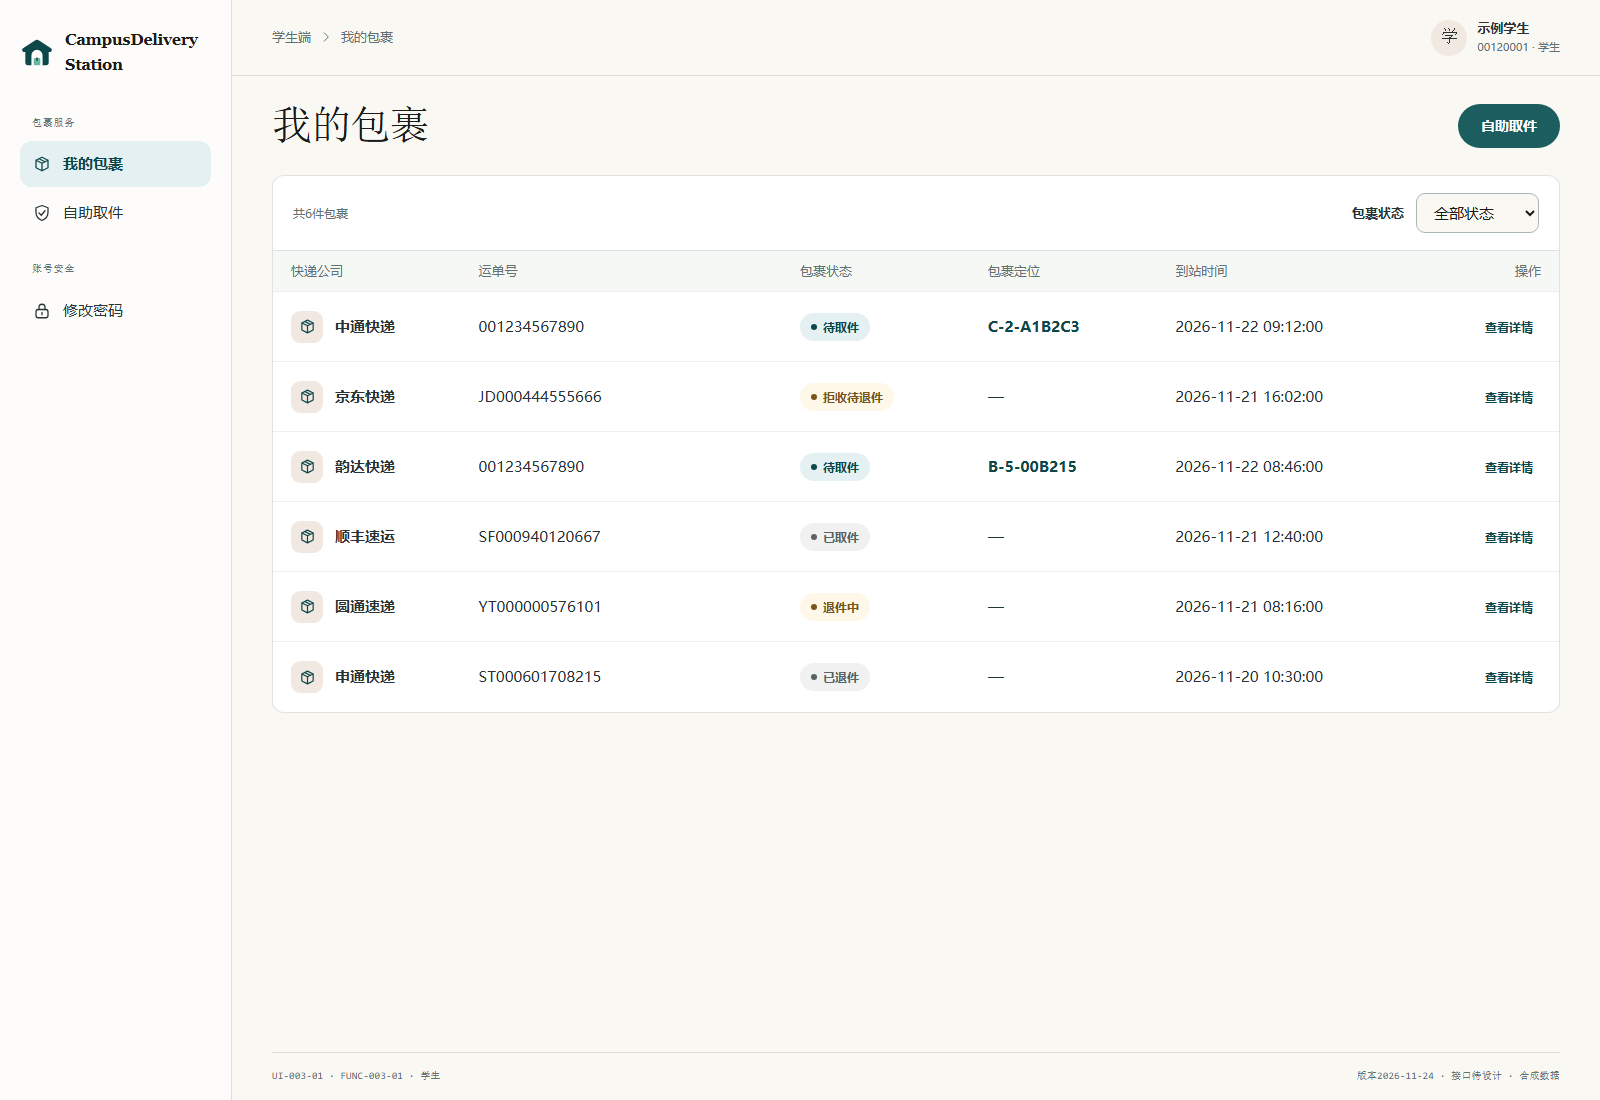 CampusDelivery
Station
包裹服务
我的包裹
自助取件
账号安全
修改密码
学生端 > 我的包裹
学
示例学生
00120001 · 学生
我的包裹
自助取件
共6件包裹
包裹状态
全部状态
快递公司 运单号 包裹状态 包裹定位 到站时间 操作
中通快递 001234567890 待取件 C-2-A1B2C3 2026-11-22 09:12:00 查看详情
京东快递 JD000444555666 拒收待退件 — 2026-11-21 16:02:00 查看详情
韵达快递 001234567890 待取件 B-5-00B215 2026-11-22 08:46:00 查看详情
顺丰速运 SF000940120667 已取件 — 2026-11-21 12:40:00 查看详情
圆通速递 YT000000576101 退件中 — 2026-11-21 08:16:00 查看详情
申通快递 ST000601708215 已退件 — 2026-11-20 10:30:00 查看详情
UI-003-01 · FUNC-003-01 · 学生
版本2026-11-24 · 接口待设计 · 合成数据